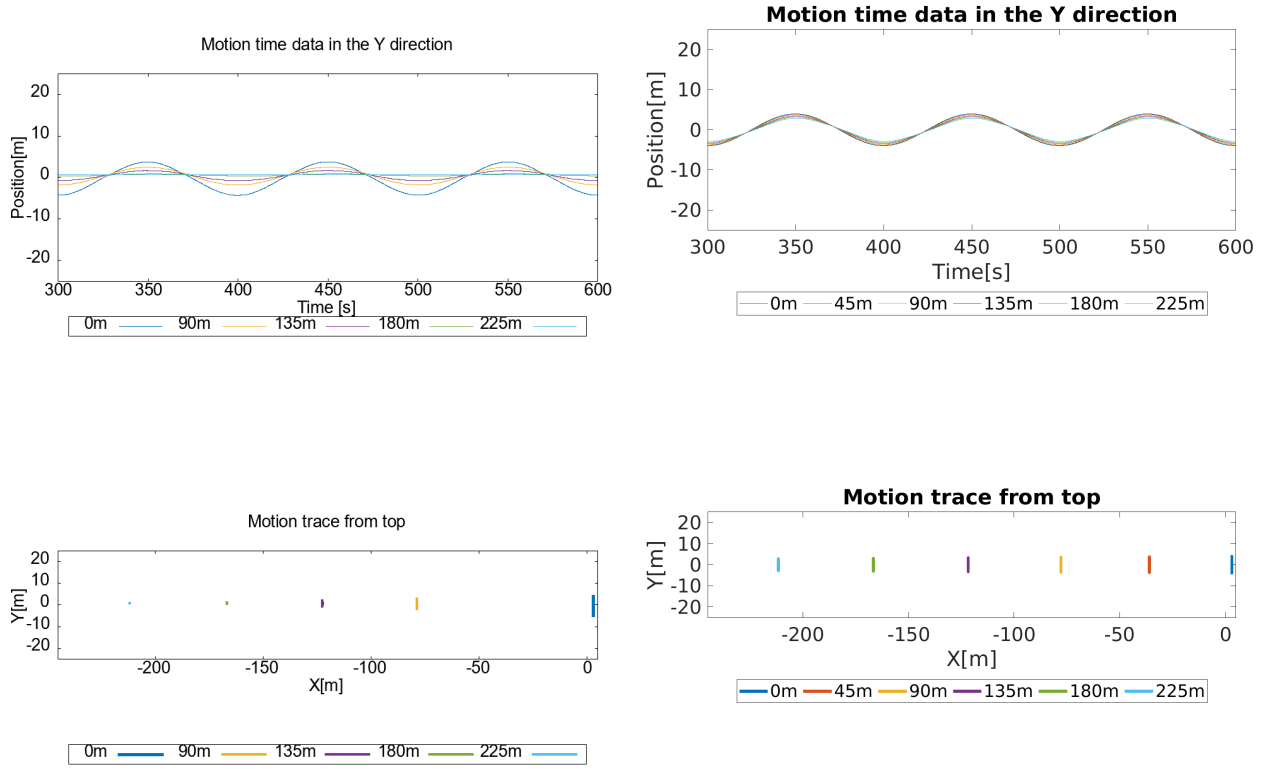 Motion time data in the Y direction
20
10
0
-10
-20
Position[m]
300 350 400 450 500 550 600
Time [s]
0m 90m 135m 180m 225m
Motion time data in the Y direction
20
10
0
-10
-20
Position[m]
300 350 400 450 500 550 600
Time[s]
0m 45m 90m 135m 180m 225m
Motion trace from top
20
10
0
-10
-20
Y[m]
-200 -150 -100 -50 0
X[m]
0m 90m 135m 180m 225m
Motion trace from top
20
10
0
-10
-20
Y[m]
-200 -150 -100 -50 0
X[m]
0m 45m 90m 135m 180m 225m